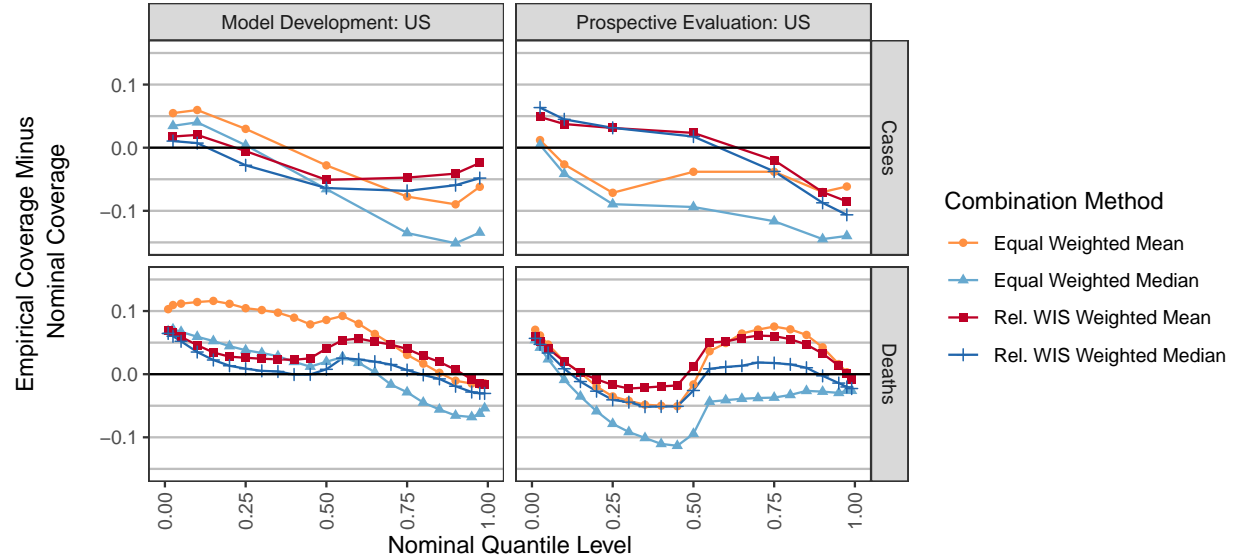 Model Development: US
Prospective Evaluation: US
Empirical Coverage Minus
Nominal Coverage
0.1
0.0
−0.1
Cases
0.1
0.0
−0.1
Deaths
0.00
0.25
0.50
0.75
1.00
0.00
0.25
0.50
0.75
1.00
Nominal Quantile Level
Combination Method
Equal Weighted Mean
Equal Weighted Median
Rel. WIS Weighted Mean
Rel. WIS Weighted Median